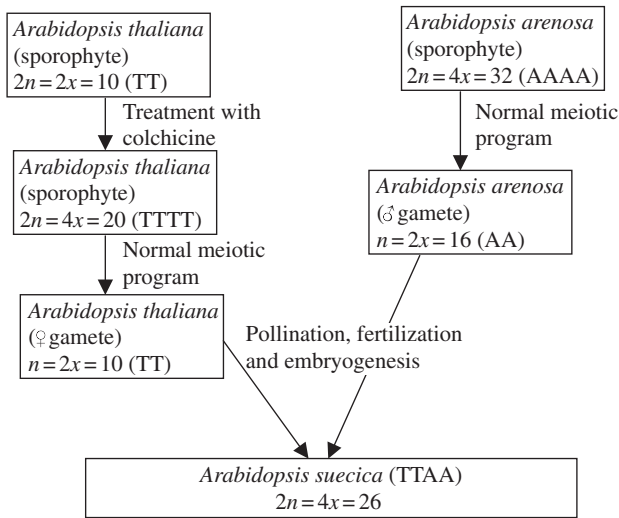 Arabidopsis thaliana
(sporophyte)
2n = 2x = 10 (TT)
Treatment with
colchicine
Arabidopsis thaliana
(sporophyte)
2n = 4x = 20 (TTTT)
Normal meiotic
program
Arabidopsis thaliana
(♀ gamete)
n = 2x = 10 (TT)
Arabidopsis arenosa
(sporophyte)
2n = 4x = 32 (AAAA)
Normal meiotic
program
Arabidopsis arenosa
(♂ gamete)
n = 2x = 16 (AA)
Pollination, fertilization
and embryogenesis
Arabidopsis suecica (TTAA)
2n = 4x = 26